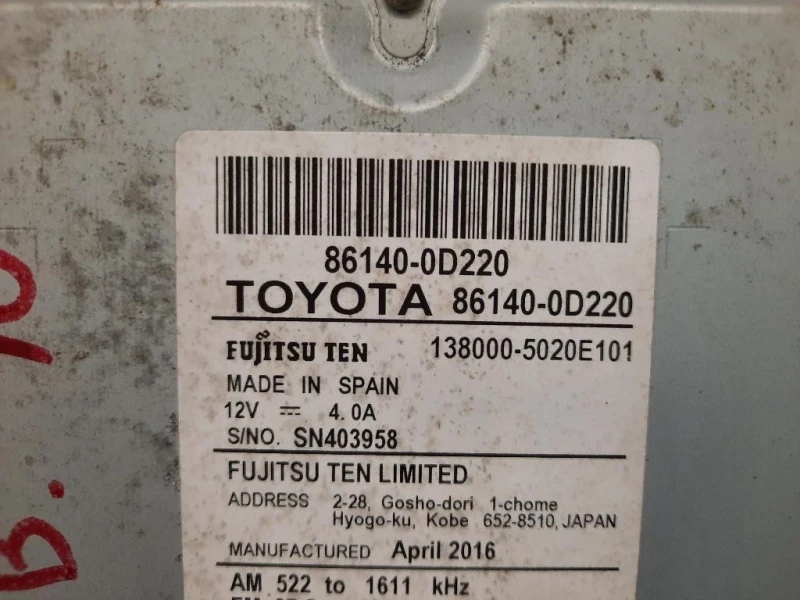 86140-0D220
TOYOTA 86140-0D220
FUJITSU TEN 138000-5020E101
MADE IN SPAIN
12V ⎓ 4.0A
S/NO. SN403958
FUJITSU TEN LIMITED
ADDRESS 2-28, Gosho-dori 1-chome
Hyogo-ku, Kobe 652-8510, JAPAN
MANUFACTURED April 2016
AM 522 to 1611 kHz